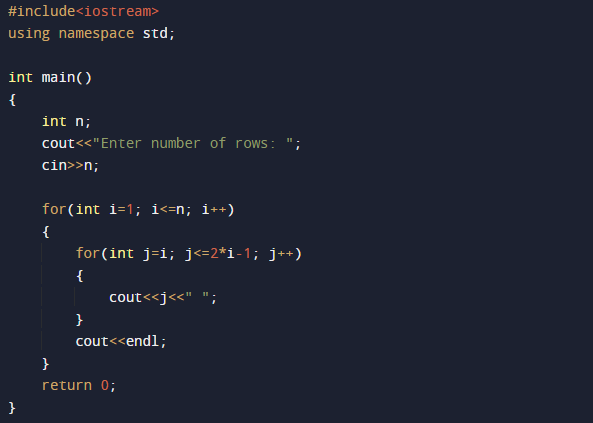 #include<iostream>
using namespace std;
int main()
{
int n;
cout<<"Enter number of rows: ";
cin>>n;
for(int i=1; i<=n; i++)
{
for(int j=i; j<=2*i-1; j++)
{
cout<<j<<" ";
}
cout<<endl;
}
return 0;
}